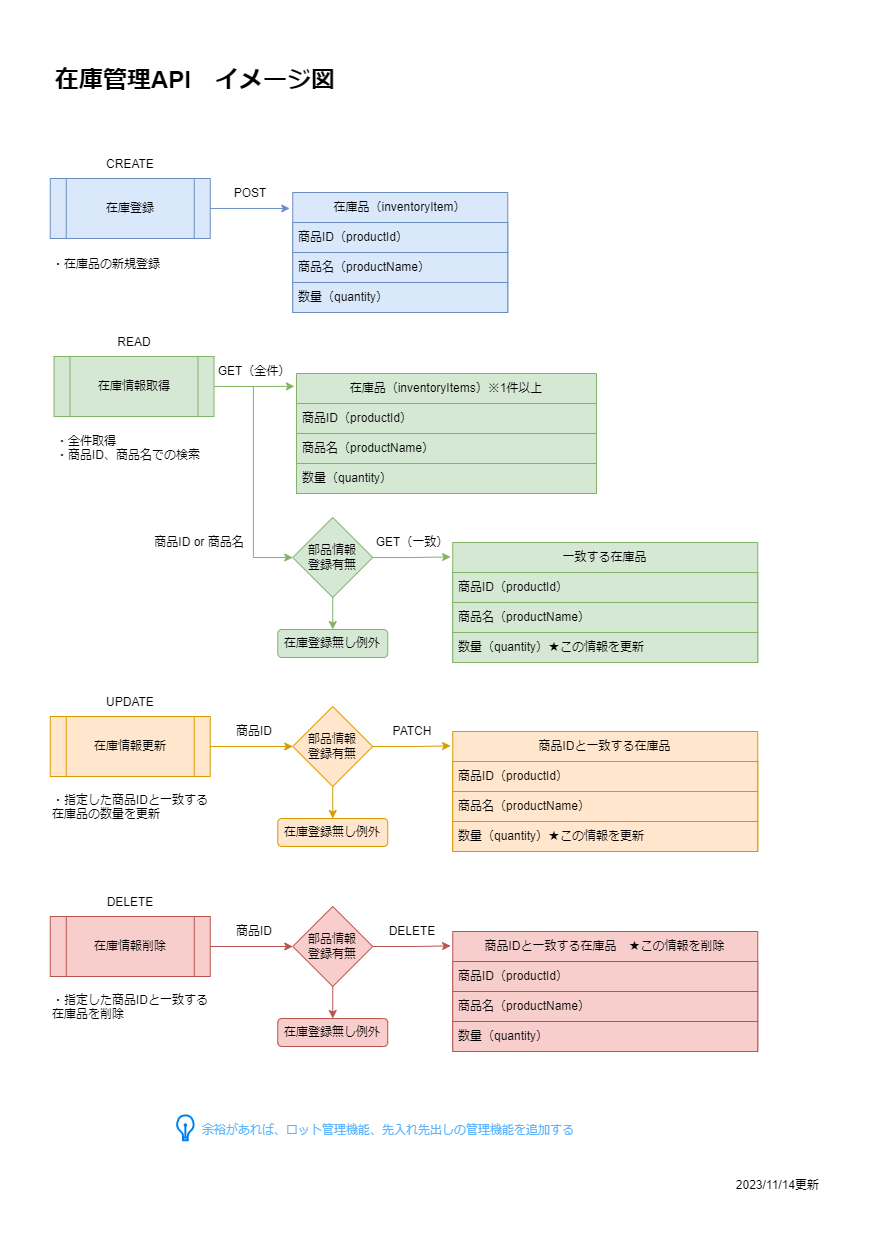 在庫管理API　イメージ図
CREATE
在庫登録
POST
・在庫品の新規登録
在庫品（inventoryItem）
商品ID（productId）
商品名（productName）
数量（quantity）
READ
在庫情報取得
GET（全件）
・全件取得
・商品ID、商品名での検索
在庫品（inventoryItems）※1件以上
商品ID（productId）
商品名（productName）
数量（quantity）
商品ID or 商品名
部品情報
登録有無
GET（一致）
在庫登録無し例外
一致する在庫品
商品ID（productId）
商品名（productName）
数量（quantity）★この情報を更新
UPDATE
在庫情報更新
商品ID
・指定した商品IDと一致する
在庫品の数量を更新
部品情報
登録有無
PATCH
在庫登録無し例外
商品IDと一致する在庫品
商品ID（productId）
商品名（productName）
数量（quantity）★この情報を更新
DELETE
在庫情報削除
商品ID
・指定した商品IDと一致する
在庫品を削除
部品情報
登録有無
DELETE
在庫登録無し例外
商品IDと一致する在庫品　★この情報を削除
商品ID（productId）
商品名（productName）
数量（quantity）
余裕があれば、ロット管理機能、先入れ先出しの管理機能を追加する
2023/11/14更新